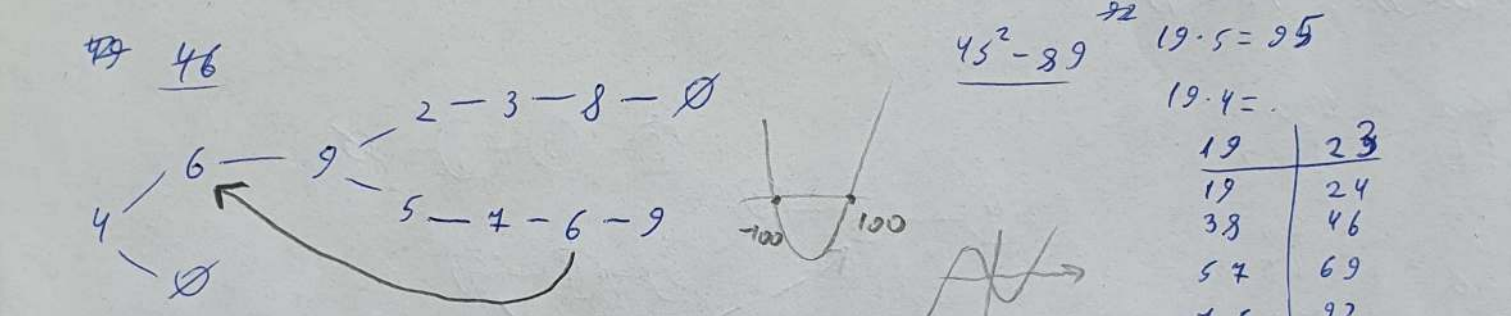 46
2 — 3 — 8 — ∅
6 — 9
5 — 7 — 6 — 9
4
∅
-100 100
45² - 89
19·5=95
19·4=.
19 | 23
19 | 24
38 | 46
57 | 69
92